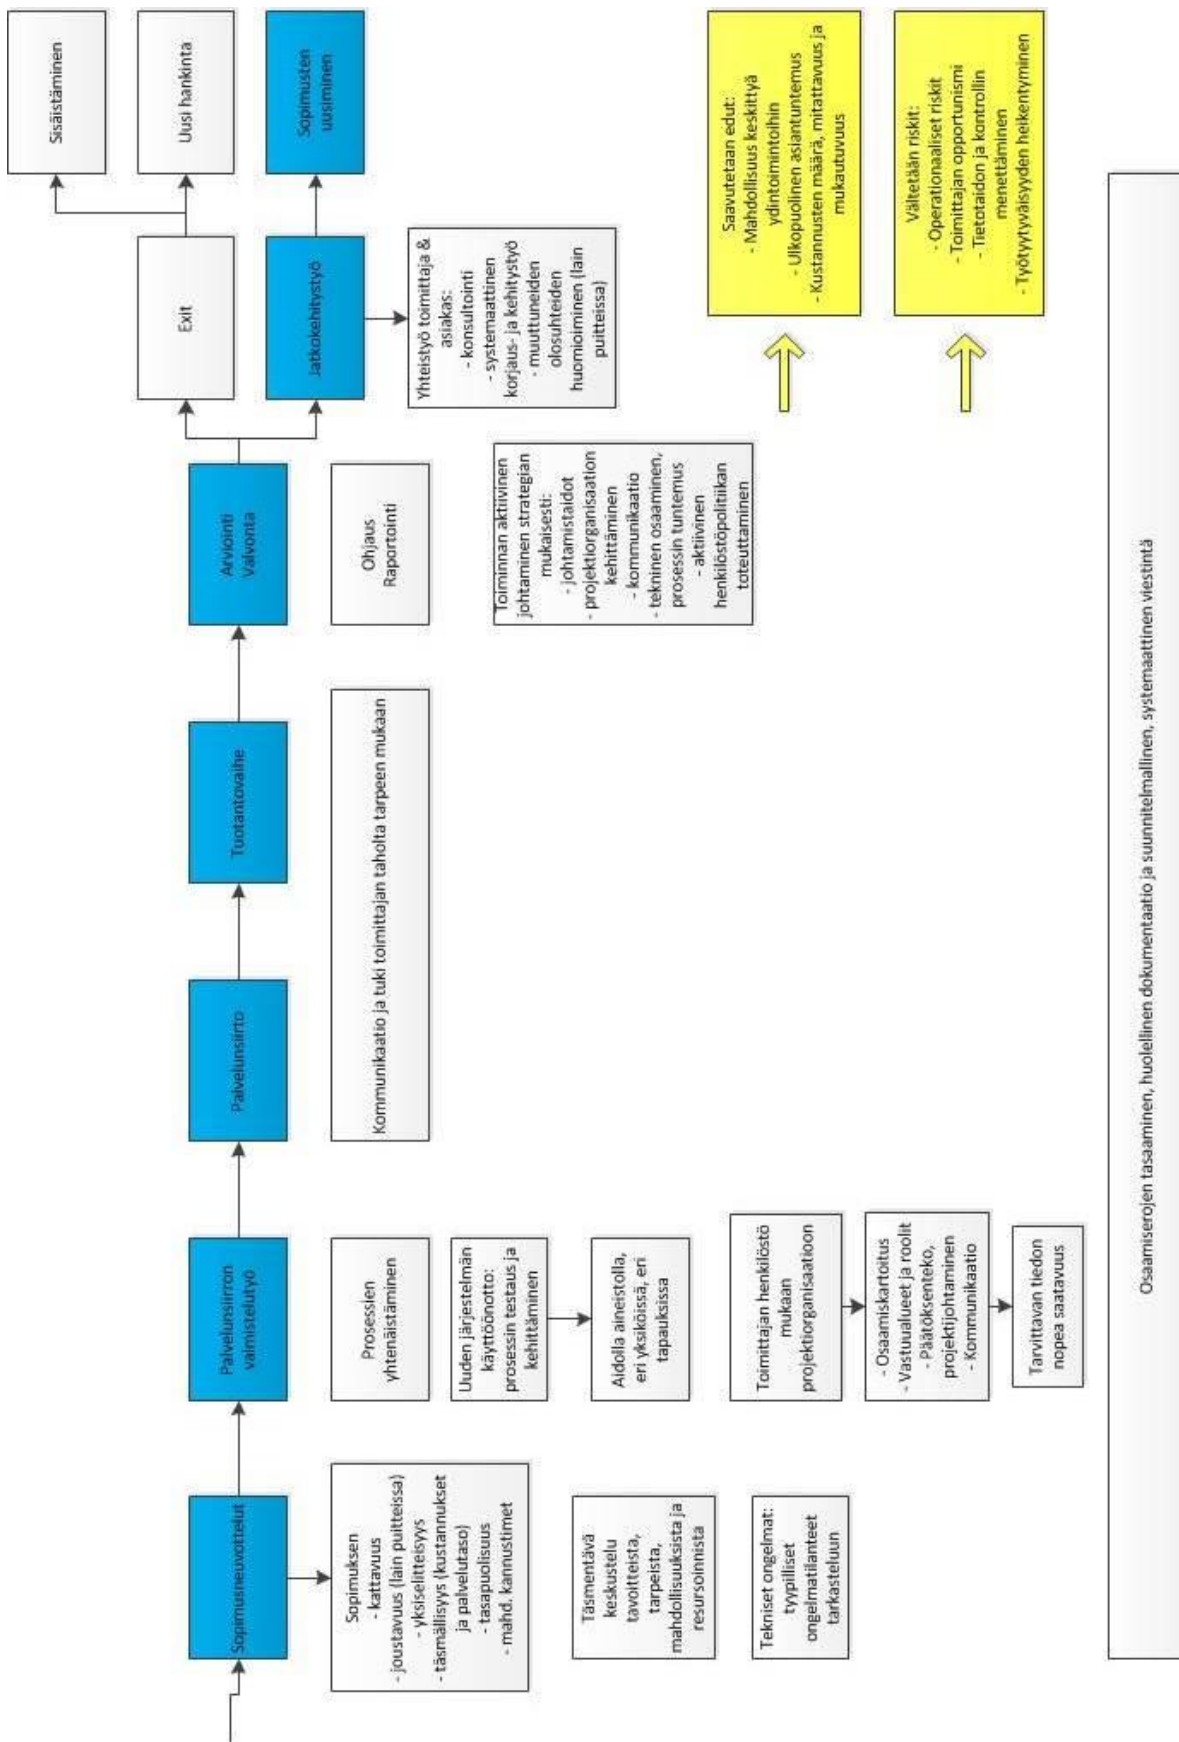 Sopimusneuvottelut
Palvelunsiirron
valmistelutyö
Palvelunsiirto
Tuotantovaihe
Arviointi
Valvonta
Exit
Sisäistäminen
Uusi hankinta
Jatkokehitystyö
Sopimusten
uusiminen
Sopimuksen
- kattavuus
- joustavuus (lain puitteissa)
- yksiselitteisyys
- täsmällisyys (kustannukset
ja palvelutaso)
- tasapuolisuus
- mahd. kannustimet
Täsmentävä
keskustelu
tavoitteista,
tarpeista,
mahdollisuuksista ja
resursoinnista
Tekniset ongelmat:
tyypilliset
ongelmatilanteet
tarkasteluun
Prosessien
yhtenäistäminen
Uuden järjestelmän
käyttöönotto:
prosessin testaus ja
kehittäminen
Aidolla aineistolla,
eri yksiköissä, eri
tapauksissa
Toimittajan henkilöstö
mukaan
projektiorganisaatioon
- Osaamiskartoitus
- Vastuualueet ja roolit
- Päätöksenteko,
projektijohtaminen
- Kommunikaatio
Tarvittavan tiedon
nopea saatavuus
Kommunikaatio ja tuki toimittajan taholta tarpeen mukaan
Ohjaus
Raportointi
Toiminnan aktiivinen
johtaminen strategian
mukaisesti:
- johtamistaidot
- projektiorganisaation
kehittäminen
- kommunikaatio
- tekninen osaaminen,
prosessin tuntemus
- aktiivinen
henkilöstöpolitiikan
toteuttaminen
Yhteistyö toimittaja &
asiakas:
- konsultointi
- systemaattinen
korjaus- ja kehitystyö
- muuttuneiden
olosuhteiden
huomioiminen (lain
puitteissa)
Saavutetaan edut:
- Mahdollisuus keskittyä
ydintoimintoihin
- Ulkopuolinen asiantuntemus
- Kustannusten määrä, mitattavuus ja
mukautuvuus
Vältetään riskit:
- Operationaaliset riskit
- Toimittajan opportunismi
- Tietotaidon ja kontrollin
menettäminen
- Työtyytyväisyyden heikentyminen
Osaamiserojen tasaaminen, huolellinen dokumentaatio ja suunnitelmallinen, systemaattinen viestintä